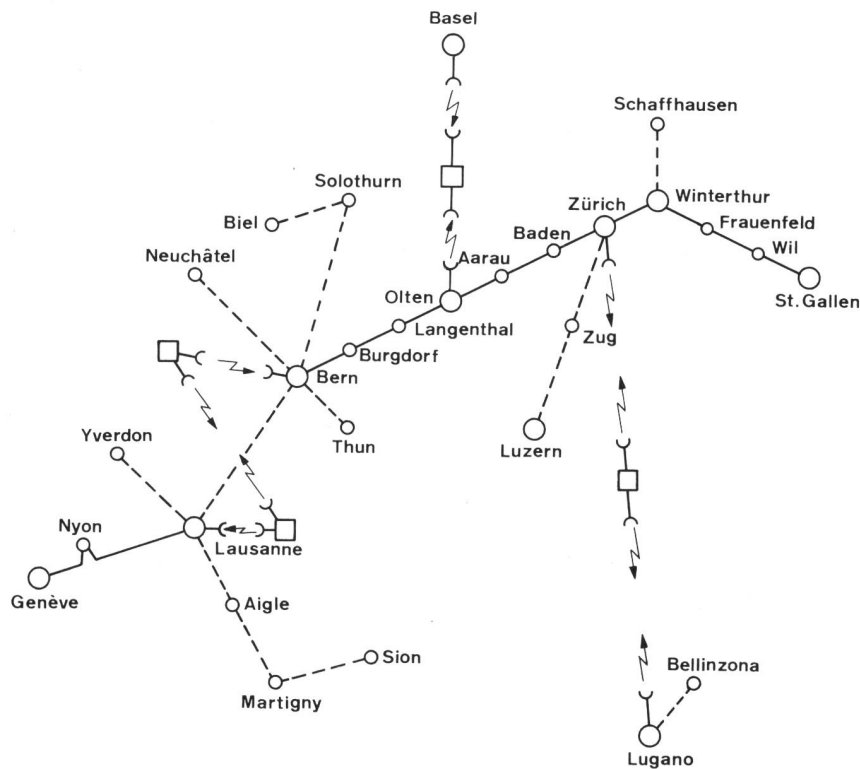 Basel
Schaffhausen
Solothurn
Zürich
Winterthur
Biel
Baden
Frauenfeld
Neuchâtel
Aarau
Wil
Olten
St. Gallen
Langenthal
Zug
Burgdorf
Bern
Yverdon
Thun
Luzern
Nyon
Lausanne
Genève
Aigle
Sion
Bellinzona
Martigny
Lugano